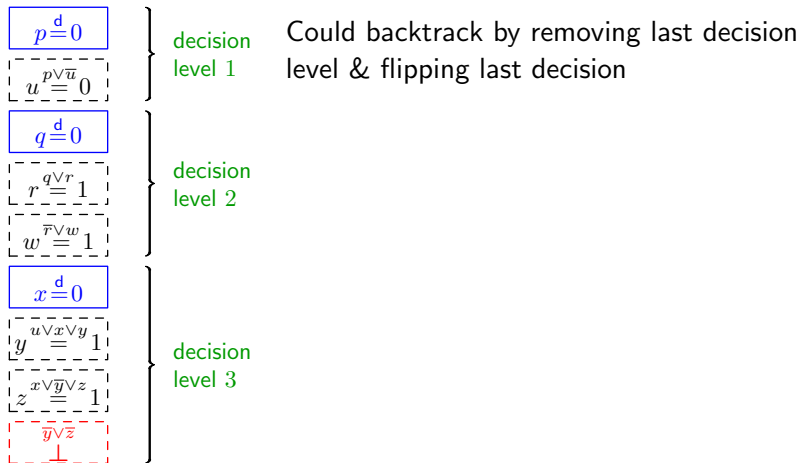 p d= 0
decision
level 1
u p∨u̅= 0
Could backtrack by removing last decision
level & flipping last decision
q d= 0
r q∨r= 1
decision
level 2
w r̅∨w= 1
x d= 0
y u∨x∨y= 1
decision
level 3
z x∨y̅∨z= 1
y̅∨z̅
⊥